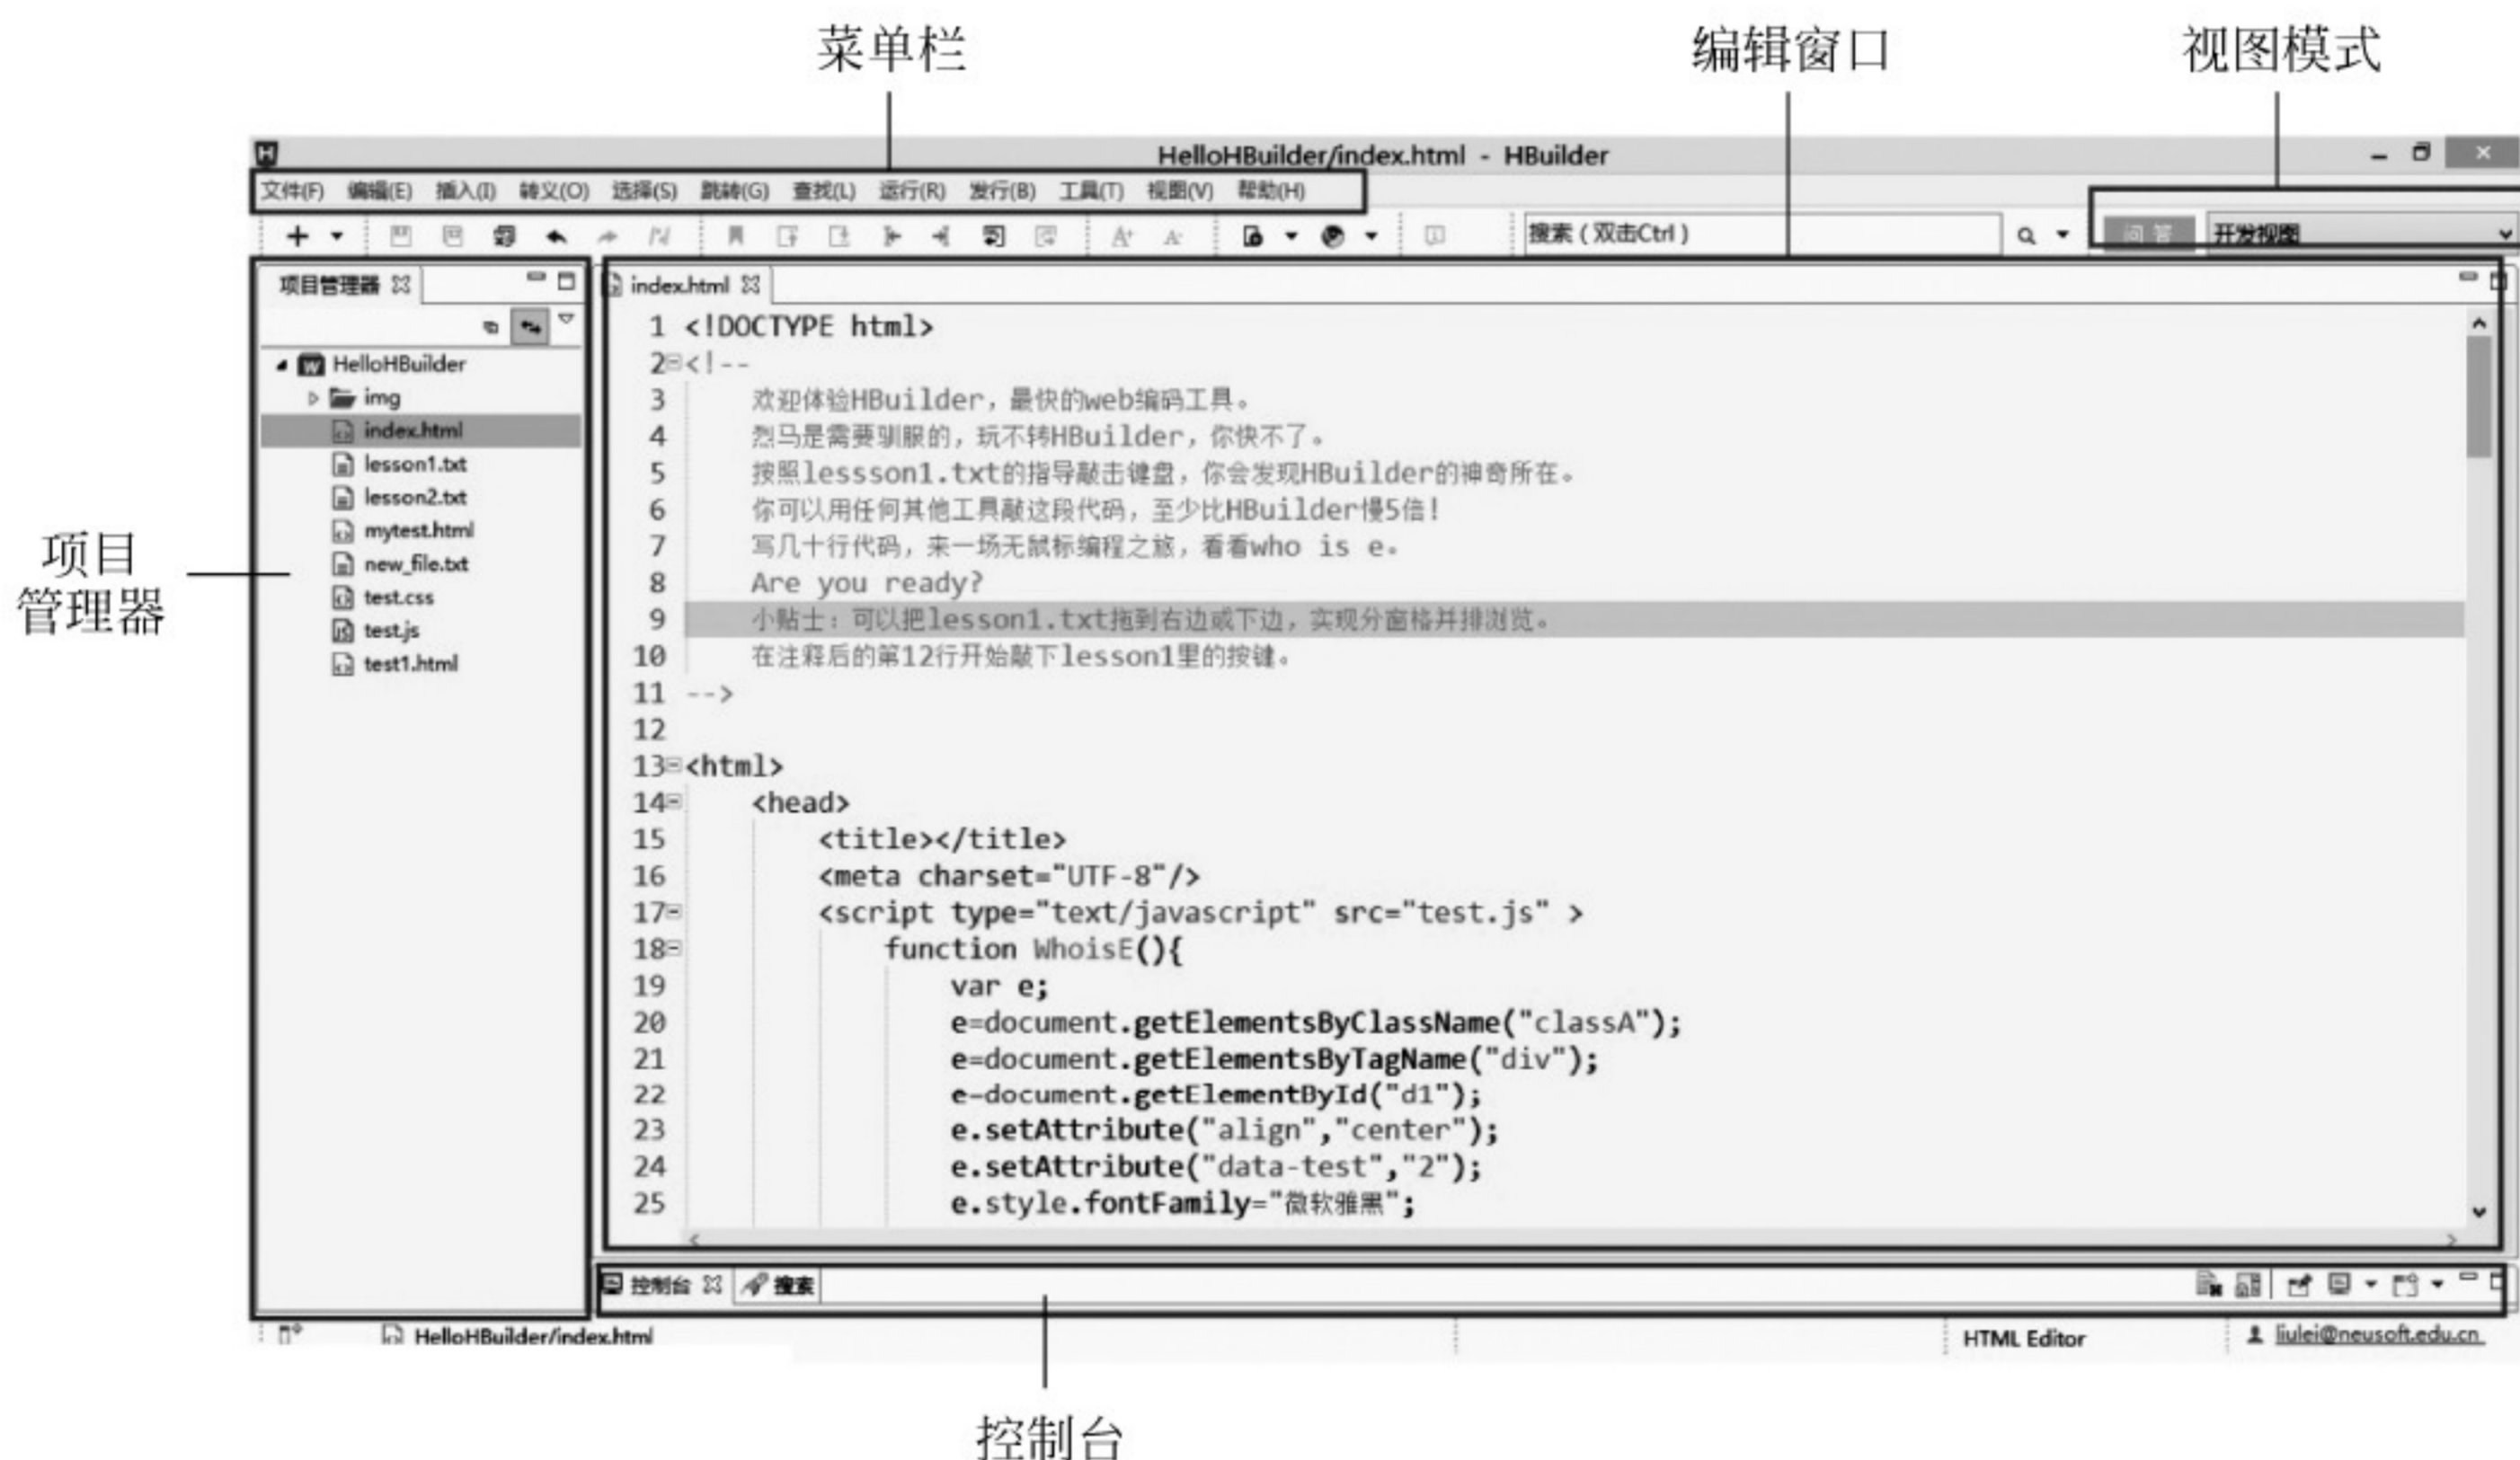 菜单栏 编辑窗口 视图模式
HelloHBuilder/index.html - HBuilder
文件(F) 编辑(E) 插入(I) 转义(O) 选择(S) 跳转(G) 查找(L) 运行(R) 发行(B) 工具(T) 视图(V) 帮助(H)
搜索(双击Ctrl) 问答 开发视图
项目管理器
HelloHBuilder
img
index.html
lesson1.txt
lesson2.txt
mytest.html
new_file.txt
test.css
test.js
test1.html
项目
管理器
index.html
1 <!DOCTYPE html>
2 <!--
3 欢迎体验HBuilder，最快的web编码工具。
4 烈马是需要驯服的，玩不转HBuilder，你快不了。
5 按照lessson1.txt的指导敲击键盘，你会发现HBuilder的神奇所在。
6 你可以用任何其他工具敲这段代码，至少比HBuilder慢5倍！
7 写几十行代码，来一场无鼠标编程之旅，看看who is e。
8 Are you ready?
9 小贴士：可以把lesson1.txt拖到右边或下边，实现分窗格并排浏览。
10 在注释后的第12行开始敲下lesson1里的按键。
11 -->
12
13 <html>
14 <head>
15 <title></title>
16 <meta charset="UTF-8"/>
17 <script type="text/javascript" src="test.js" >
18 function WhoisE(){
19 var e;
20 e=document.getElementsByClassName("classA");
21 e=document.getElementsByTagName("div");
22 e=document.getElementById("d1");
23 e.setAttribute("align","center");
24 e.setAttribute("data-test","2");
25 e.style.fontFamily="微软雅黑";
控制台 搜索
HelloHBuilder/index.html HTML Editor liulei@neusoft.edu.cn
控制台